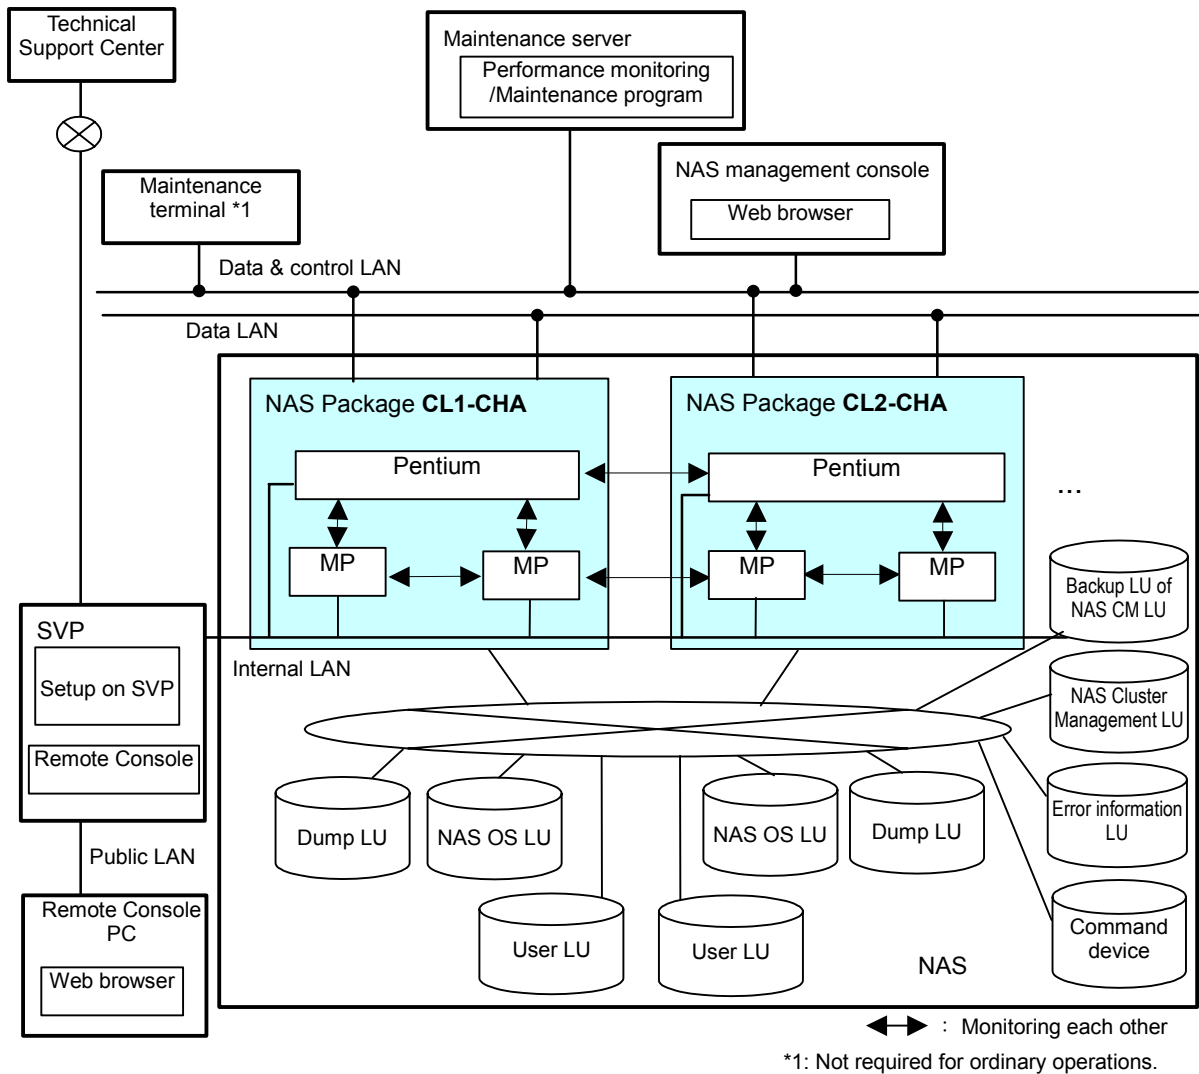 Technical
Support Center
Maintenance server
Performance monitoring
/Maintenance program
NAS management console
Web browser
Maintenance
terminal *1
Data & control LAN
Data LAN
NAS Package CL1-CHA
NAS Package CL2-CHA
Pentium
Pentium
...
MP
MP
MP
MP
Backup LU of
NAS CM LU
SVP
Setup on SVP
Remote Console
Internal LAN
NAS Cluster
Management LU
Error information
LU
Dump LU
NAS OS LU
NAS OS LU
Dump LU
Public LAN
Remote Console
PC
Web browser
User LU
User LU
Command
device
NAS
: Monitoring each other
*1: Not required for ordinary operations.